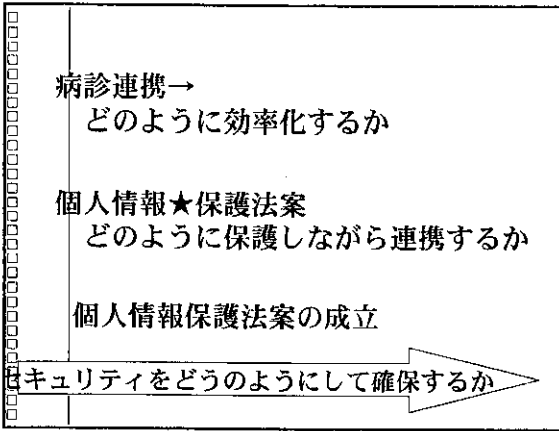 病診連携→
どのように効率化するか
個人情報★保護法案
どのように保護しながら連携するか
個人情報保護法案の成立
セキュリティをどうのようにして確保するか